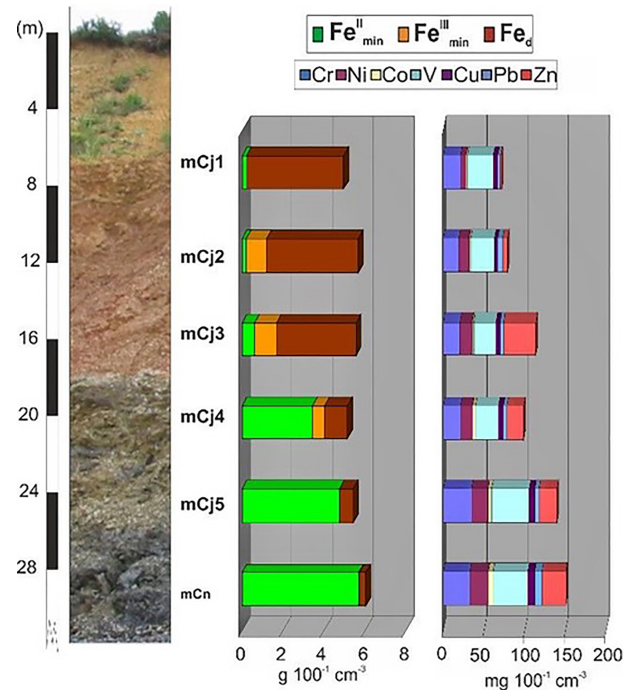 (m)
Fe II min Fe III min Fe d
Cr Ni Co V Cu Pb Zn
4
mCj1
8
mCj2
12
mCj3
16
mCj4
20
mCj5
24
28
mCn
0 2 4 6 8
g 100⁻¹ cm⁻³
0 50 100 150 200
mg 100⁻¹ cm⁻³